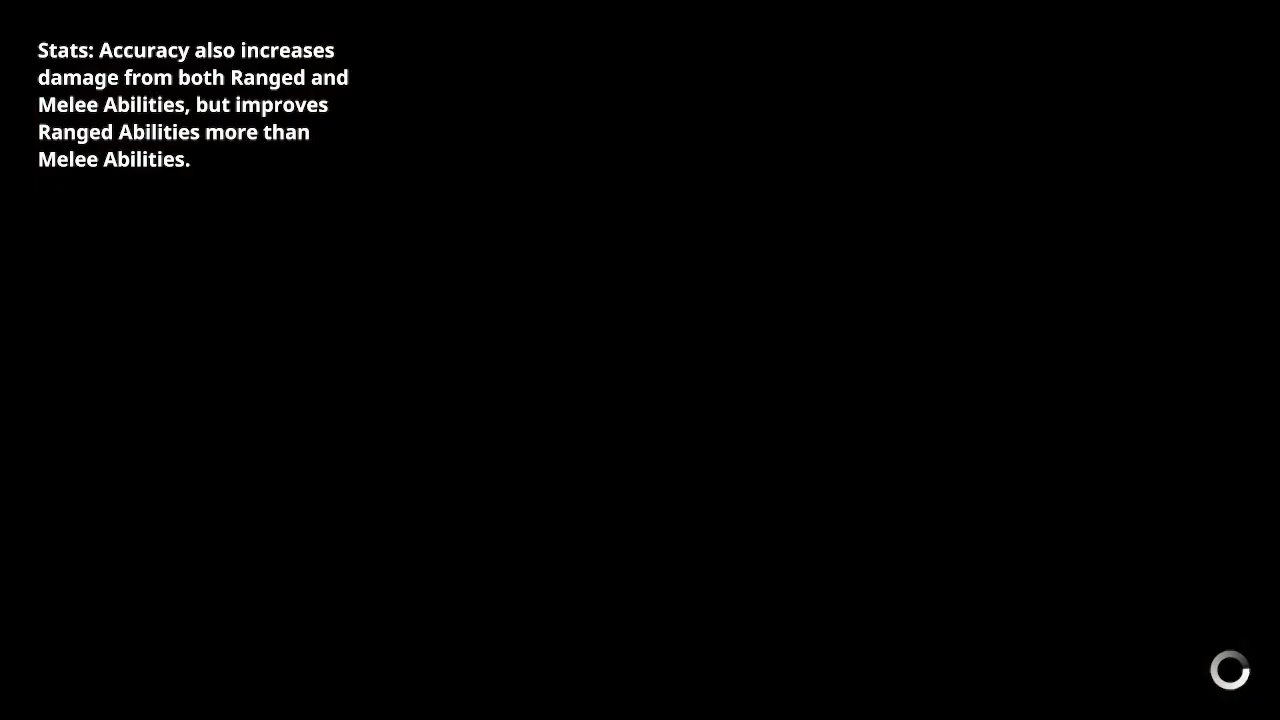 Stats: Accuracy also increases
damage from both Ranged and
Melee Abilities, but improves
Ranged Abilities more than
Melee Abilities.